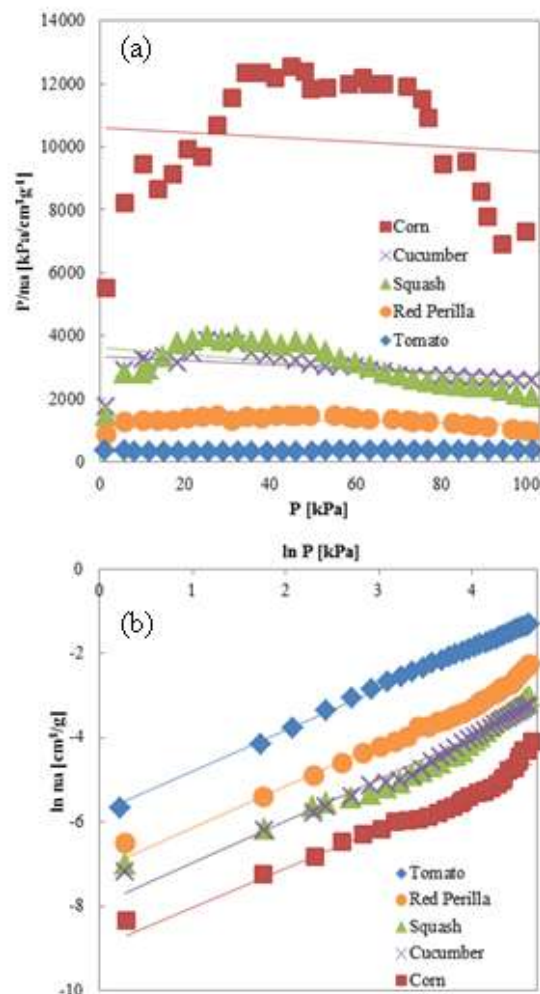 (a)
14000
12000
10000
8000
6000
4000
2000
0
P/na [kPa/cm³g⁻¹]
Corn
Cucumber
Squash
Red Perilla
Tomato
0 20 40 60 80 100
P [kPa]
ln P [kPa]
0 1 2 3 4
(b)
0
-2
-4
-6
-8
-10
ln na [cm³/g]
Tomato
Red Perilla
Squash
Cucumber
Corn